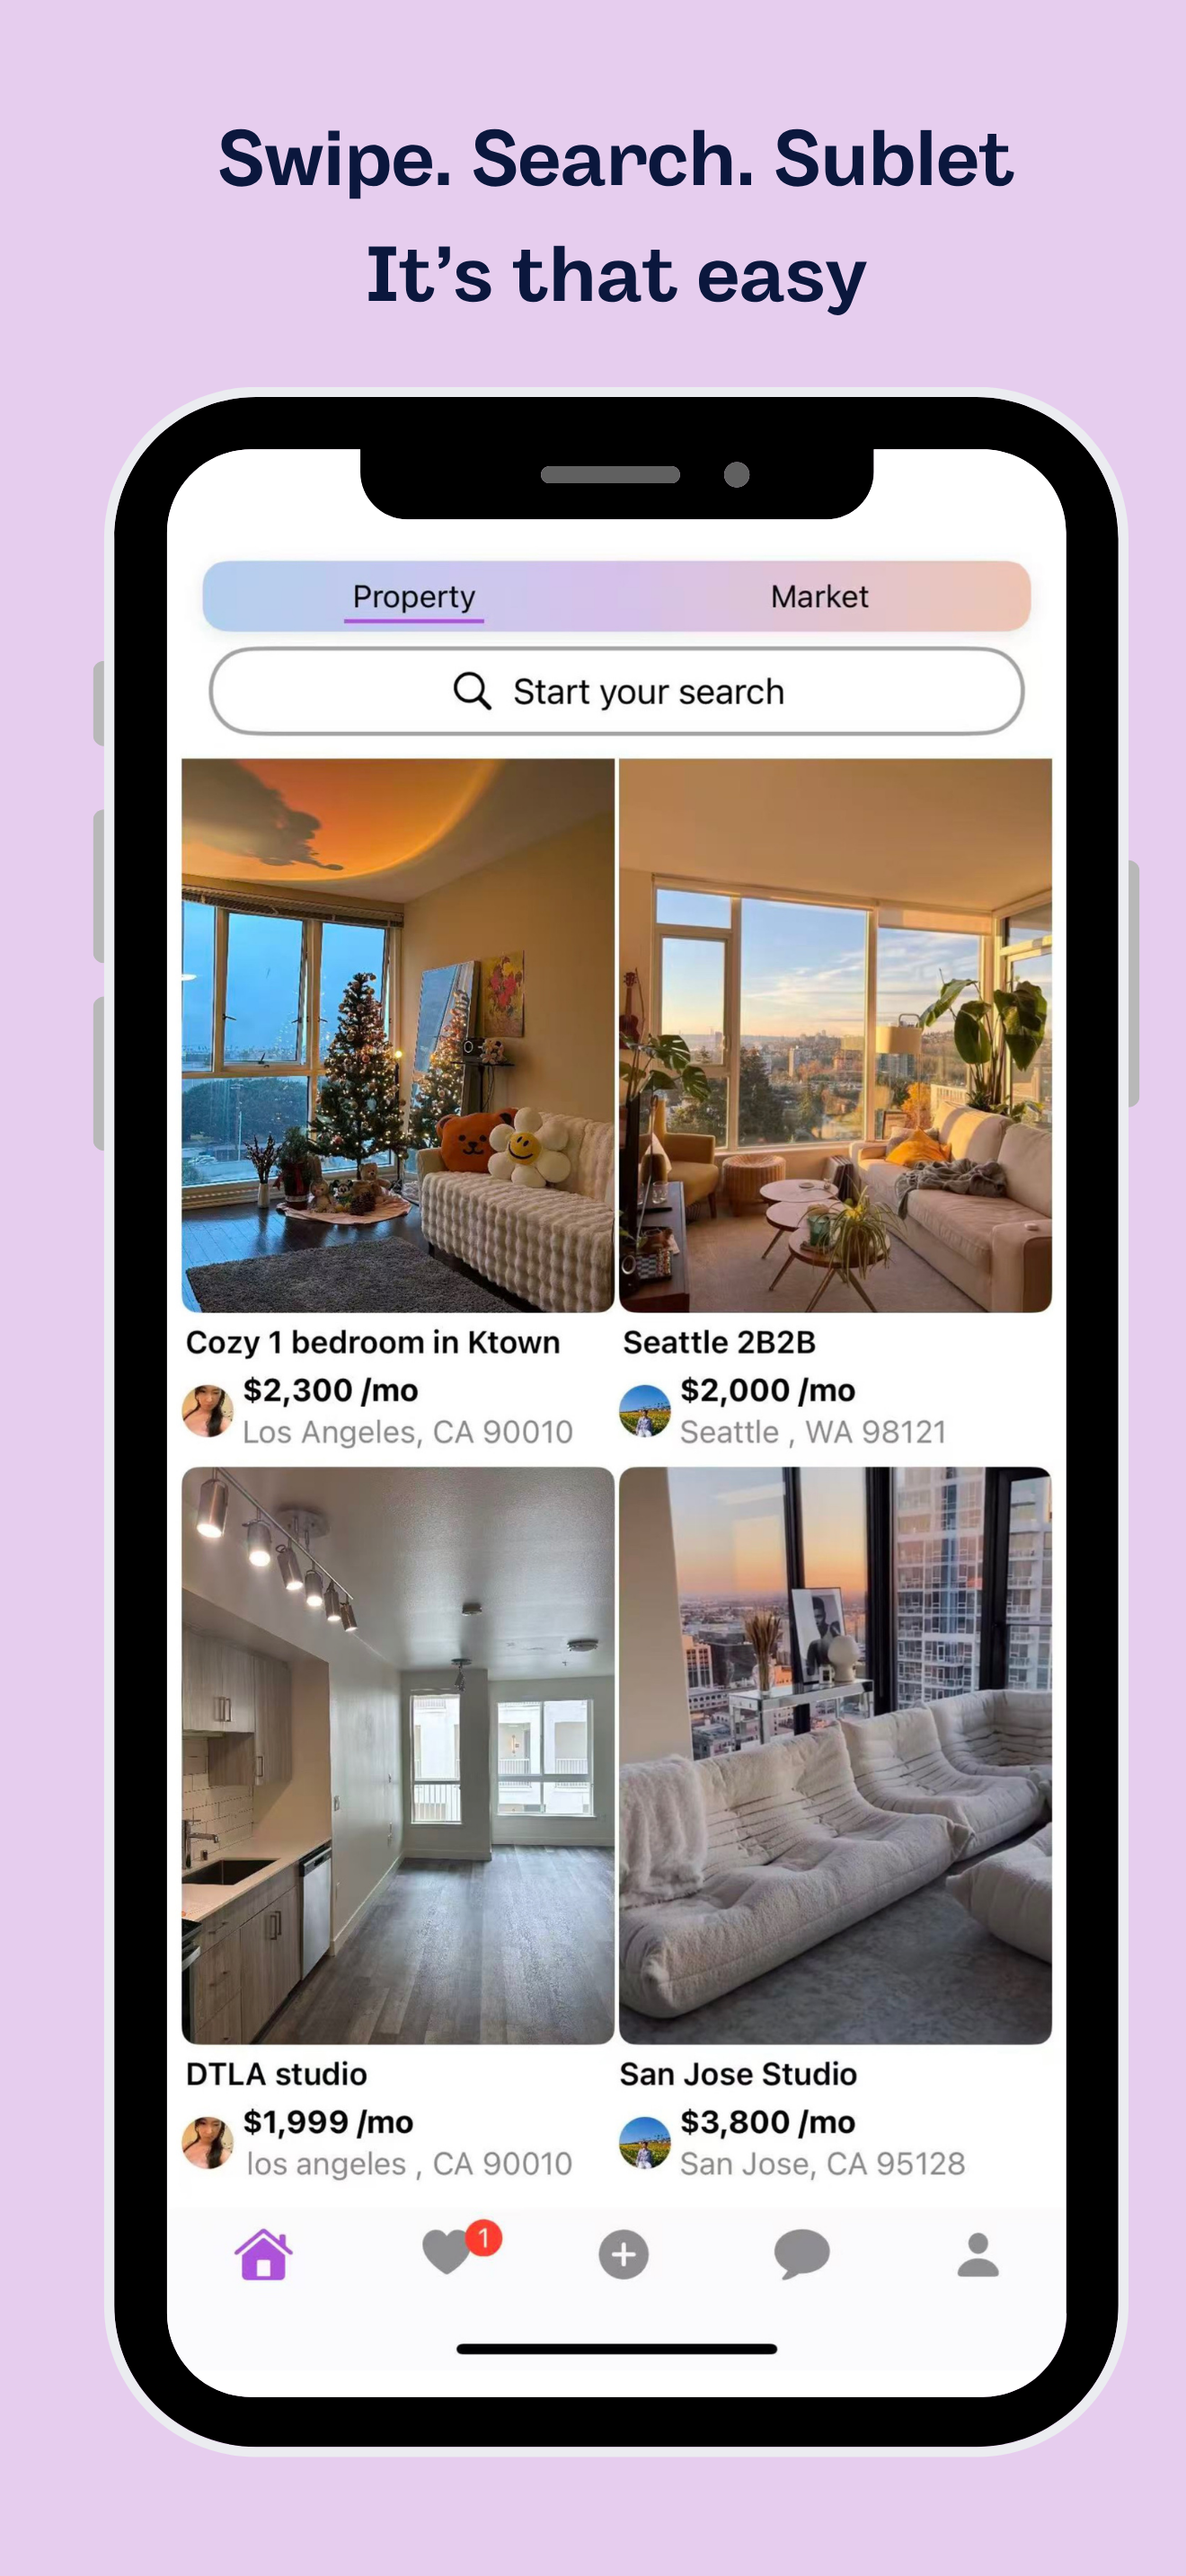 Swipe. Search. Sublet
It's that easy
Property
Market
Start your search
Cozy 1 bedroom in Ktown
$2,300 /mo
Los Angeles, CA 90010
Seattle 2B2B
$2,000 /mo
Seattle , WA 98121
DTLA studio
$1,999 /mo
los angeles , CA 90010
San Jose Studio
$3,800 /mo
San Jose, CA 95128
1